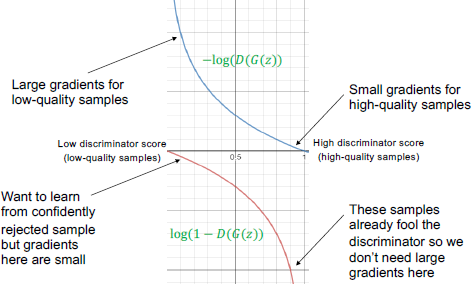 −log(D(G(z))
Large gradients for
low-quality samples
Small gradients for
high-quality samples
Low discriminator score
(low-quality samples)
High discriminator score
(high-quality samples)
0.5
1
Want to learn
from confidently
rejected sample
but gradients
here are small
log(1 − D(G(z))
These samples
already fool the
discriminator so we
don't need large
gradients here